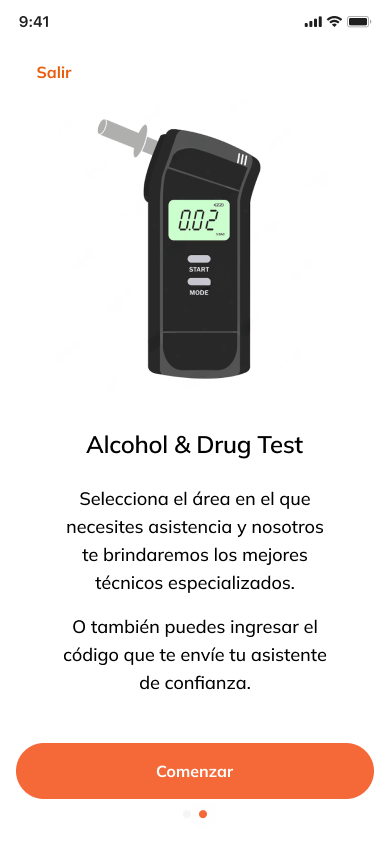 9:41
Salir
0.02
START
MODE
Alcohol & Drug Test
Selecciona el área en el que
necesites asistencia y nosotros
te brindaremos los mejores
técnicos especializados.
O también puedes ingresar el
código que te envíe tu asistente
de confianza.
Comenzar